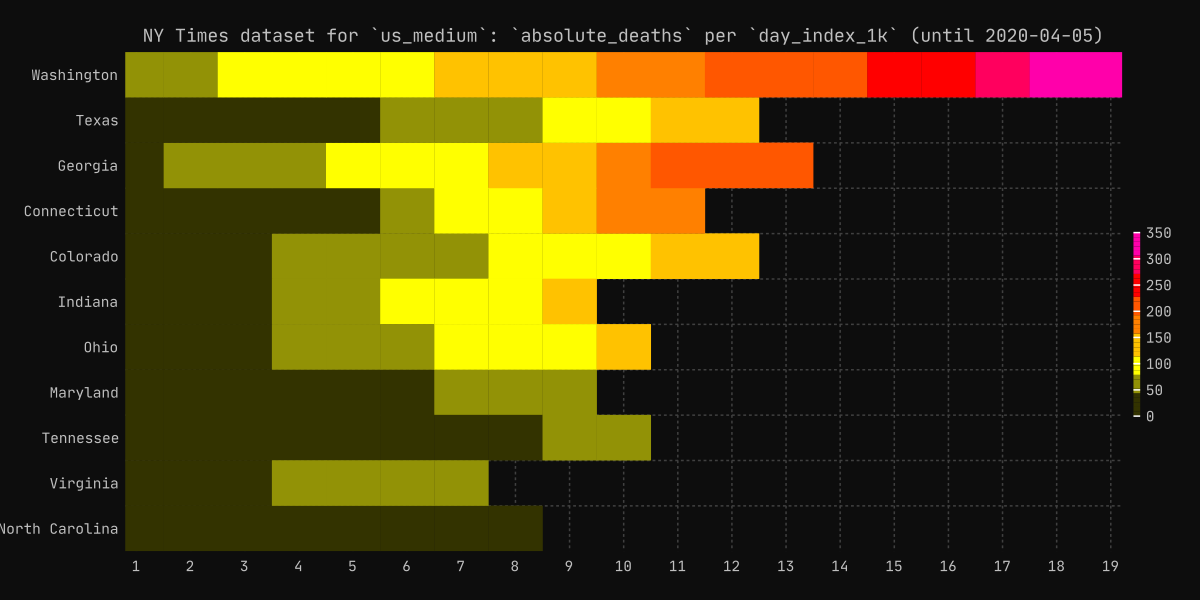 NY Times dataset for `us_medium`: `absolute_deaths` per `day_index_1k` (until 2020-04-05)
Washington
Texas
Georgia
Connecticut
Colorado
Indiana
Ohio
Maryland
Tennessee
Virginia
North Carolina
350
300
250
200
150
100
50
0
1 2 3 4 5 6 7 8 9 10 11 12 13 14 15 16 17 18 19